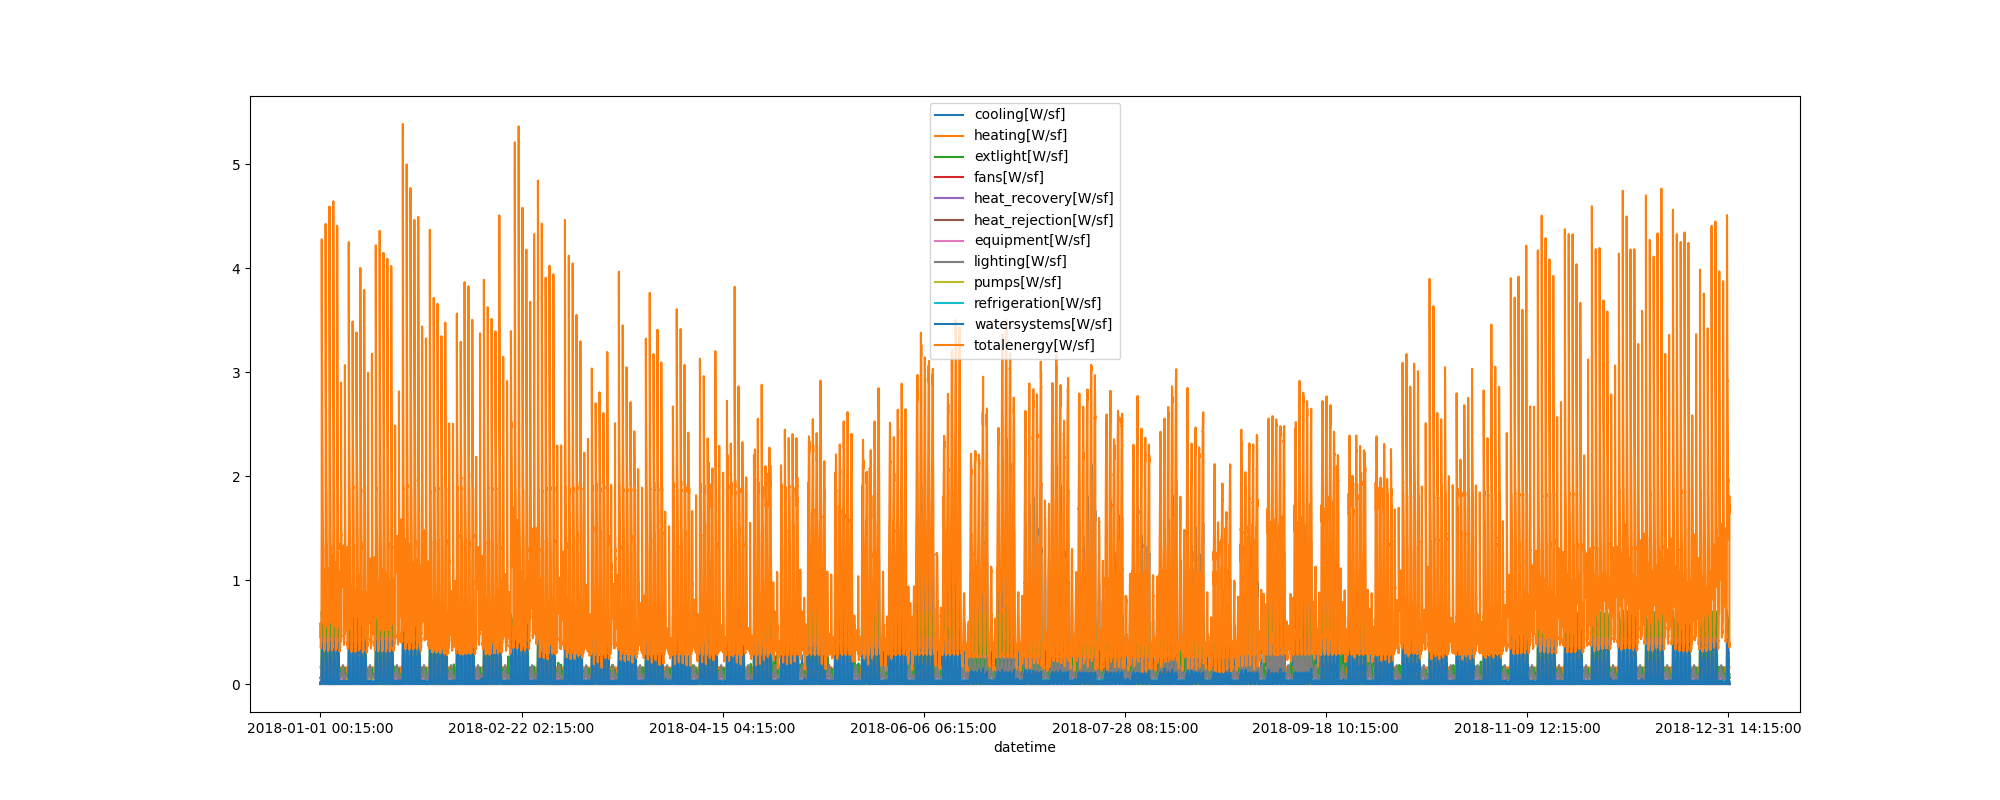 cooling[W/sf]
heating[W/sf]
extlight[W/sf]
fans[W/sf]
heat_recovery[W/sf]
heat_rejection[W/sf]
equipment[W/sf]
lighting[W/sf]
pumps[W/sf]
refrigeration[W/sf]
watersystems[W/sf]
totalenergy[W/sf]
5
4
3
2
1
0
2018-01-01 00:15:00 2018-02-22 02:15:00 2018-04-15 04:15:00 2018-06-06 06:15:00 2018-07-28 08:15:00 2018-09-18 10:15:00 2018-11-09 12:15:00 2018-12-31 14:15:00
datetime